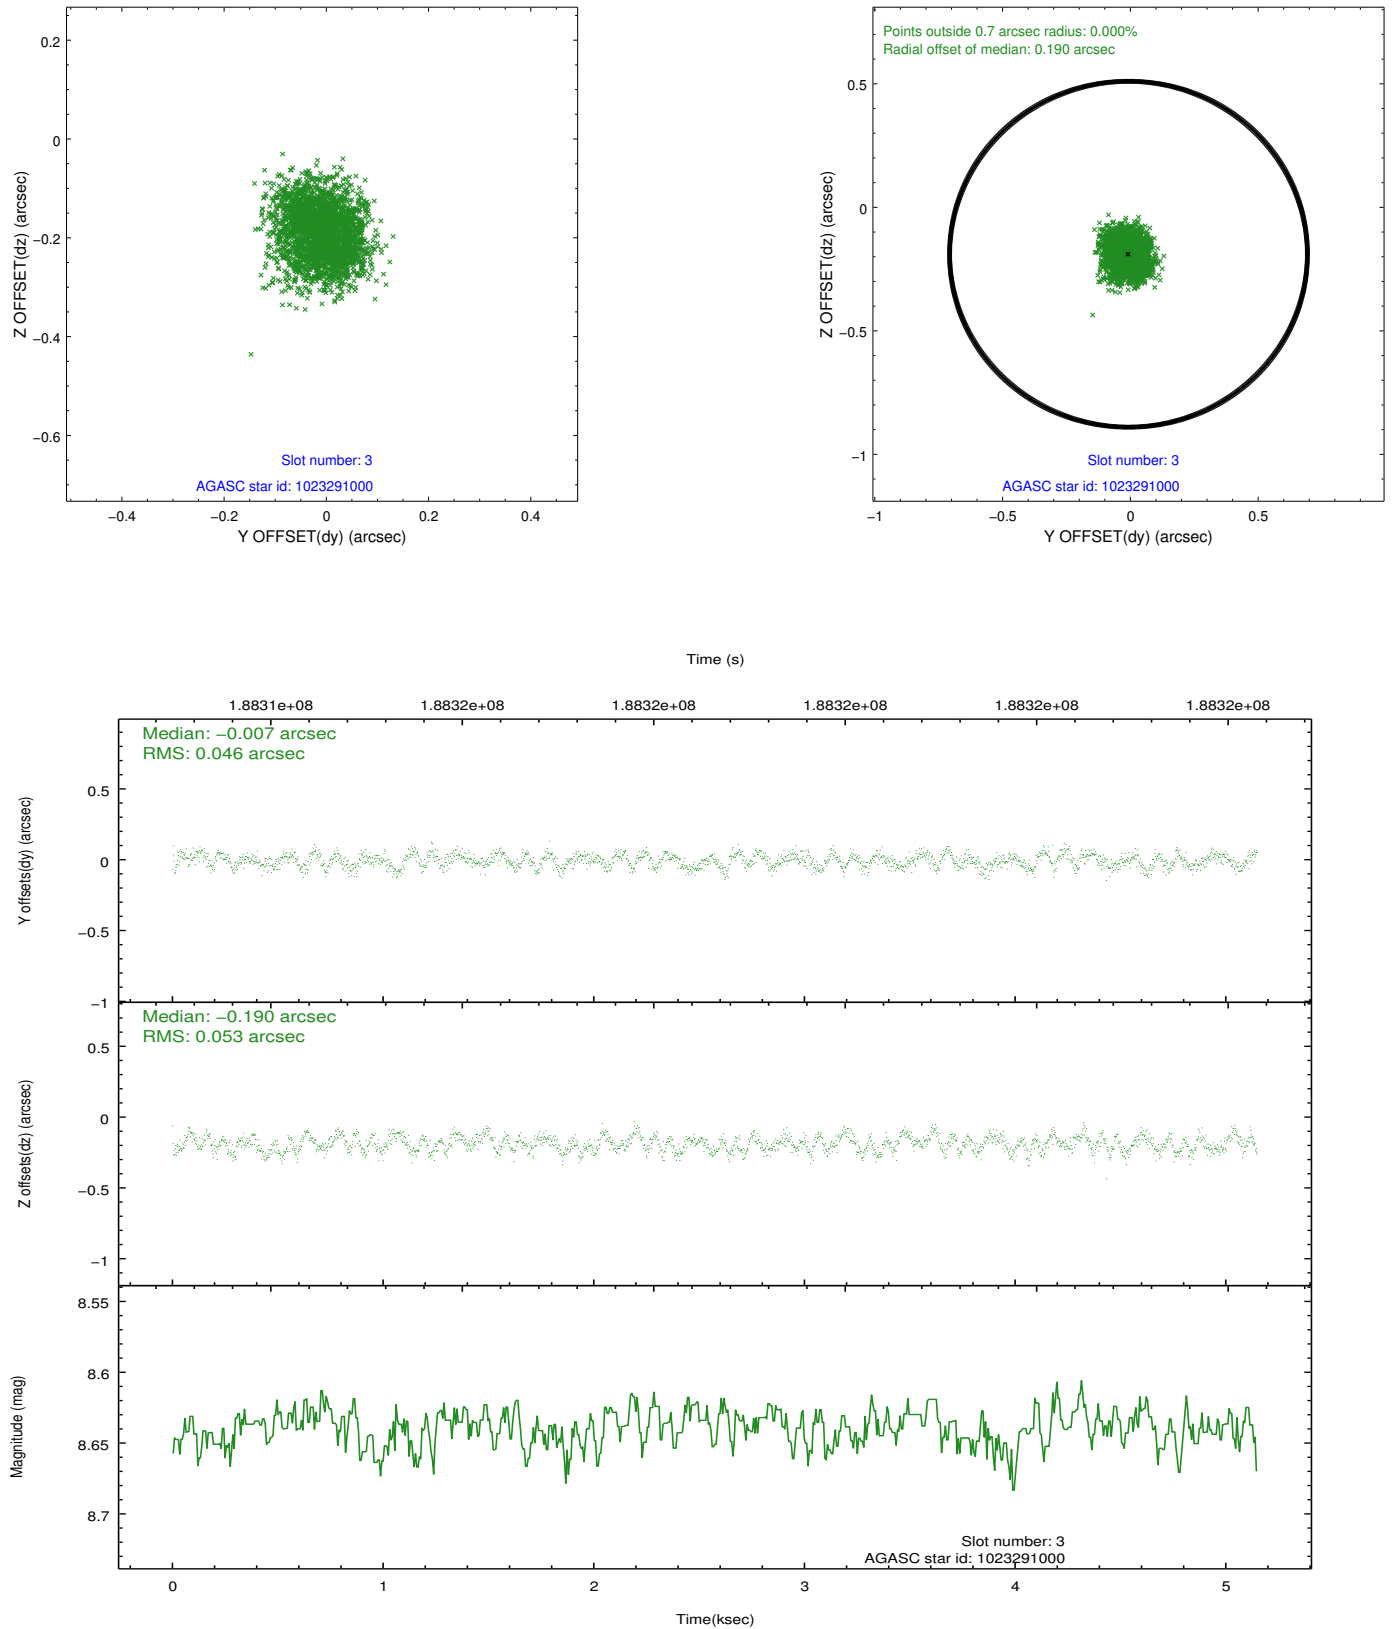 0.2
0
−0.2
−0.4
−0.6
Z OFFSET(dz) (arcsec)
Slot number: 3
AGASC star id: 1023291000
−0.4
−0.2
0
0.2
0.4
Y OFFSET(dy) (arcsec)
Points outside 0.7 arcsec radius: 0.000%
Radial offset of median: 0.190 arcsec
0.5
0
−0.5
−1
Z OFFSET(dz) (arcsec)
Slot number: 3
AGASC star id: 1023291000
−1
−0.5
0
0.5
Y OFFSET(dy) (arcsec)
Time (s)
1.8831e+08
1.8832e+08
1.8832e+08
1.8832e+08
1.8832e+08
1.8832e+08
Median: −0.007 arcsec
RMS: 0.046 arcsec
0.5
0
−0.5
−1
Y offsets(dy) (arcsec)
Median: −0.190 arcsec
RMS: 0.053 arcsec
0.5
0
−0.5
−1
Z offsets(dz) (arcsec)
8.55
8.6
8.65
8.7
Magnitude (mag)
Slot number: 3
AGASC star id: 1023291000
0
1
2
3
4
5
Time(ksec)